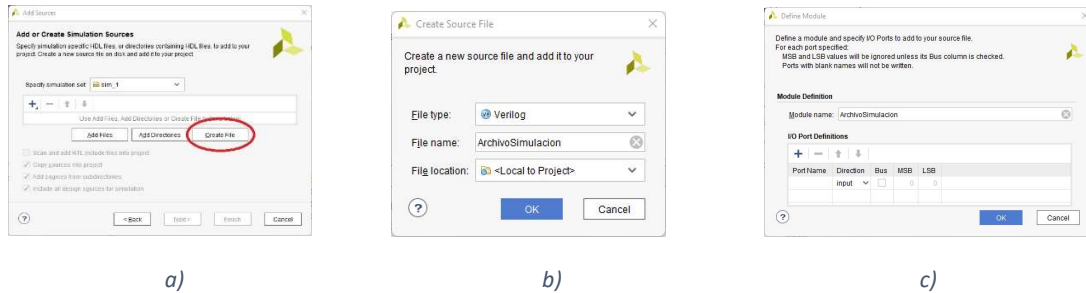 Add Sources
Add or Create Simulation Sources
Specify simulation specific HDL files, or directories containing HDL files, to add to your
project. Create a new source file on disk and add it to your project.
Specify simulation set: sim_1
Use Add Files, Add Directories or Create File
Add Files Add Directories Create File
Scan and add RTL include files into project
Copy sources into project
Add sources from subdirectories
Include all design sources for simulation
? < Back Next > Finish Cancel
a)
Create Source File
Create a new source file and add it to your
project.
File type: Verilog
File name: ArchivoSimulacion
File location: <Local to Project>
? OK Cancel
b)
Define Module
Define a module and specify I/O Ports to add to your source file.
For each port specified:
MSB and LSB values will be ignored unless its Bus column is checked.
Ports with blank names will not be written.
Module Definition
Module name: ArchivoSimulacion
I/O Port Definitions
Port Name Direction Bus MSB LSB
input 0 0
? OK Cancel
c)